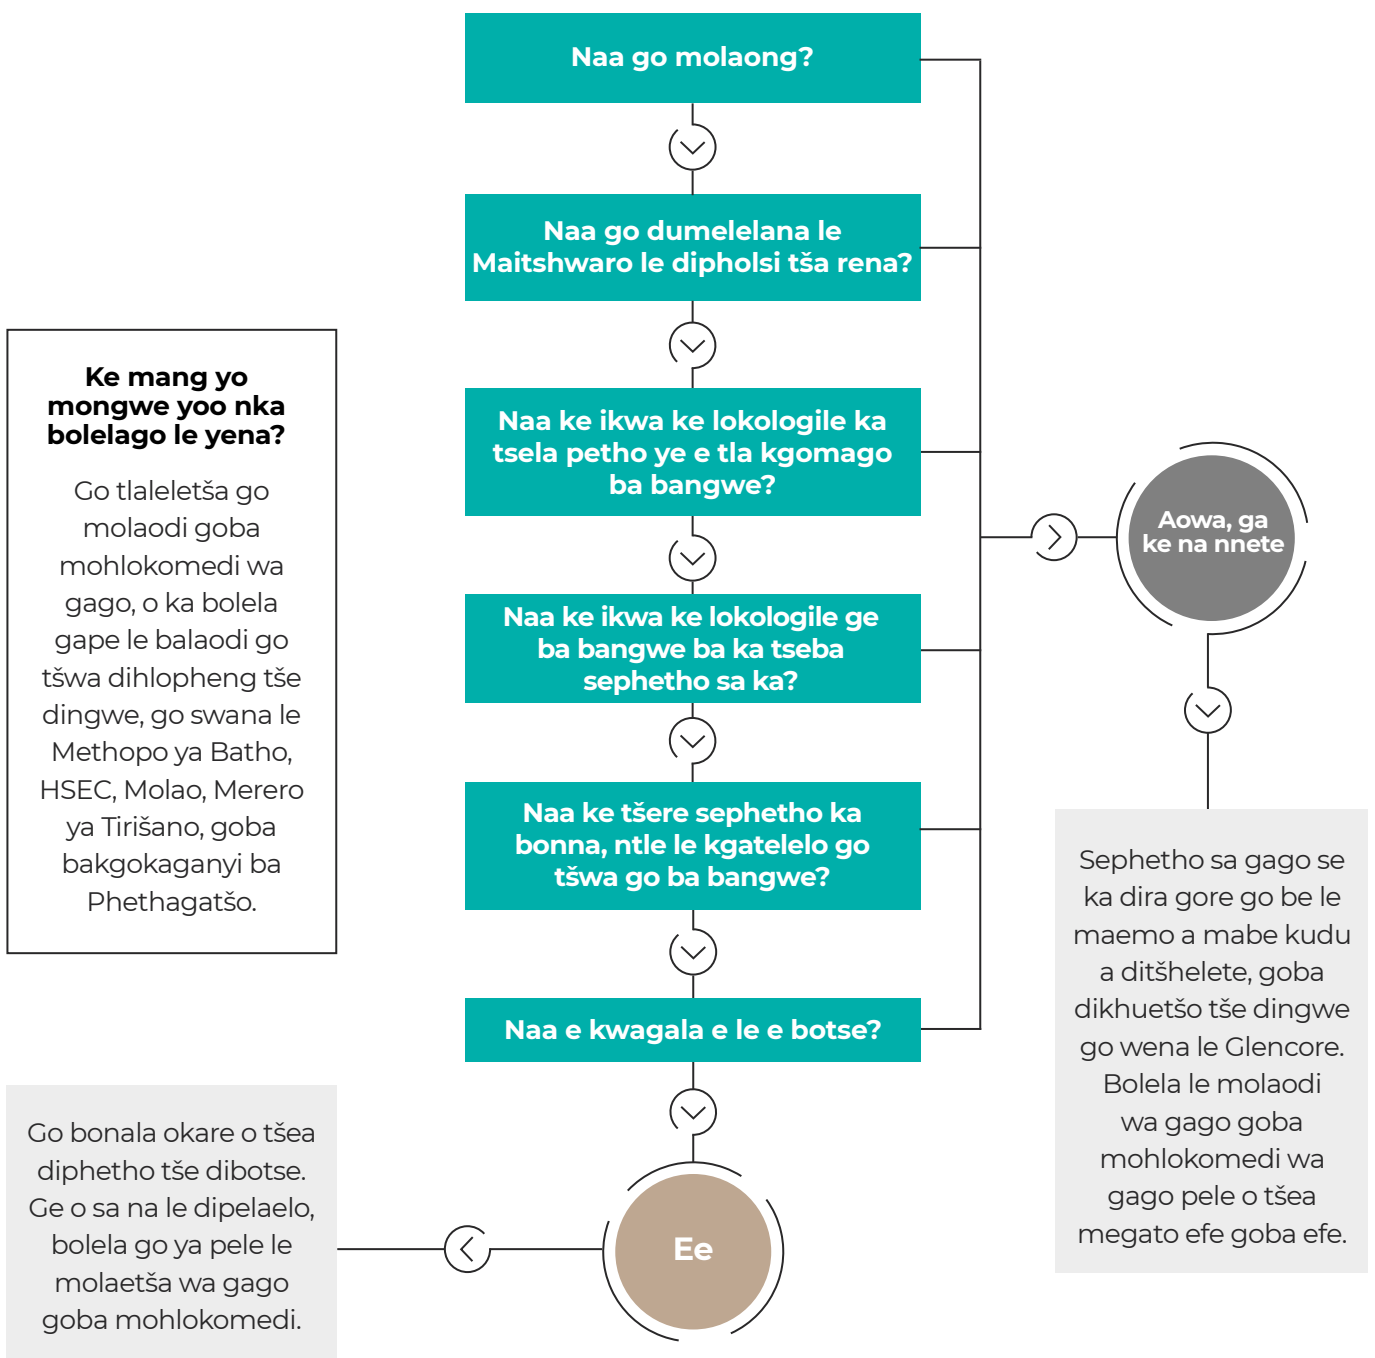 Naa go molaong?
Naa go dumelelana le
Maitshwaro le dipholsi tša rena?
Naa ke ikwa ke lokologile ka
tsela petho ye e tla kgomago
ba bangwe?
Naa ke ikwa ke lokologile ge
ba bangwe ba ka tseba
sephetho sa ka?
Naa ke tšere sephetho ka
bonna, ntle le kgatelelo go
tšwa go ba bangwe?
Naa e kwagala e le e botse?
Ee
Aowa, ga
ke na nnete
Sephetho sa gago se
ka dira gore go be le
maemo a mabe kudu
a ditšhelete, goba
dikhuetšo tše dingwe
go wena le Glencore.
Bolela le molaodi
wa gago goba
mohlokomedi wa
gago pele o tšea
megato efe goba efe.
Ke mang yo
mongwe yoo nka
bolelago le yena?
Go tlaleletša go
molaodi goba
mohlokomedi wa
gago, o ka bolela
gape le balaodi go
tšwa dihlopheng tše
dingwe, go swana le
Methopo ya Batho,
HSEC, Molao, Merero
ya Tirišano, goba
bakgokaganyi ba
Phethagatšo.
Go bonala okare o tšea
diphetho tše dibotse.
Ge o sa na le dipelaelo,
bolela go ya pele le
molaetša wa gago
goba mohlokomedi.